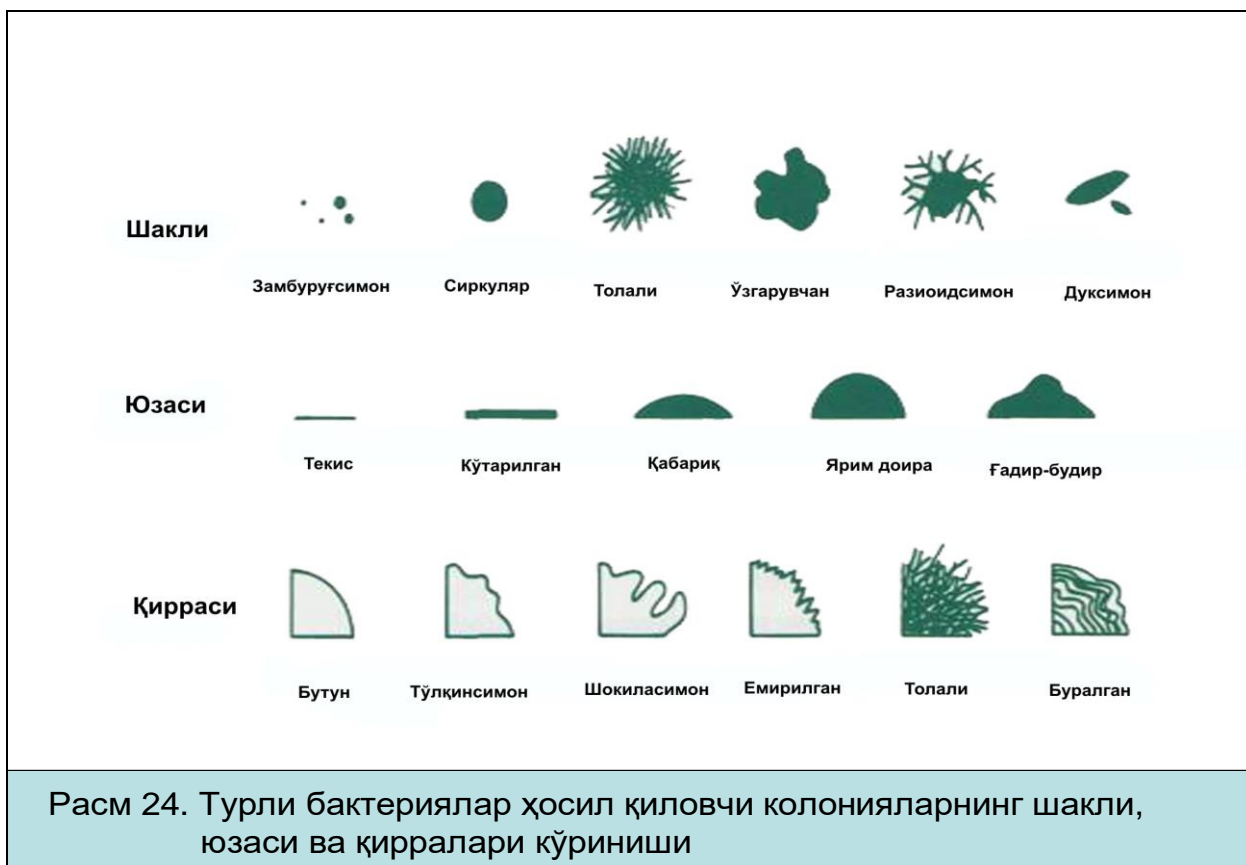 Шакли
Замбуруғсимон Сиркуляр Толали Ўзгарувчан Разиоидсимон Дуксимон
Юзаси
Текис Кўтарилган Қабариқ Ярим доира Ғадир-будир
Қирраси
Бутун Тўлқинсимон Шокиласимон Емирилган Толали Буралган
Расм 24. Турли бактериялар ҳосил қиловчи колонияларнинг шакли,
юзаси ва қирралари кўриниши